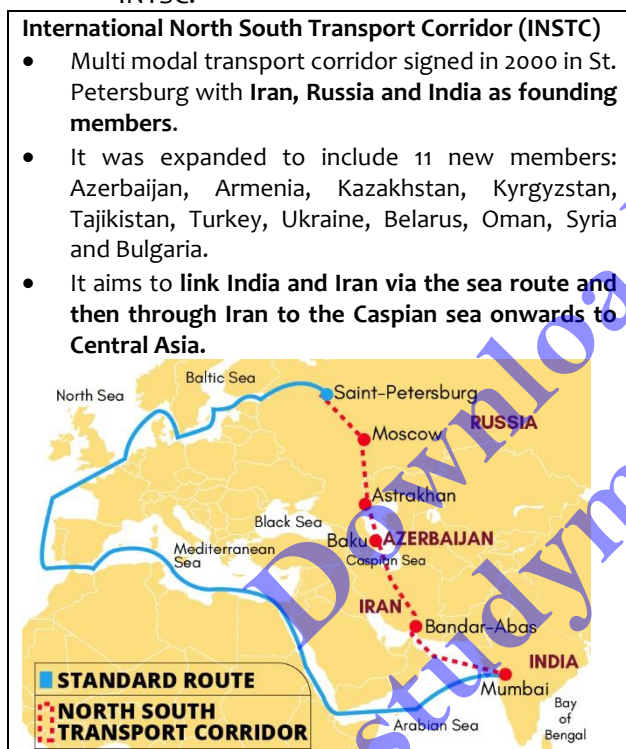 INTSC.
International North South Transport Corridor (INSTC)
• Multi modal transport corridor signed in 2000 in St.
Petersburg with Iran, Russia and India as founding
members.
• It was expanded to include 11 new members:
Azerbaijan, Armenia, Kazakhstan, Kyrgyzstan,
Tajikistan, Turkey, Ukraine, Belarus, Oman, Syria
and Bulgaria.
• It aims to link India and Iran via the sea route and
then through Iran to the Caspian sea onwards to
Central Asia.
Baltic Sea
North Sea
Saint-Petersburg
RUSSIA
Moscow
Astrakhan
Black Sea
Baku
AZERBAIJAN
Mediterranean
Sea
Caspian Sea
IRAN
Bandar-Abas
INDIA
Mumbai
Bay
of
Bengal
Arabian Sea
STANDARD ROUTE
NORTH SOUTH
TRANSPORT CORRIDOR